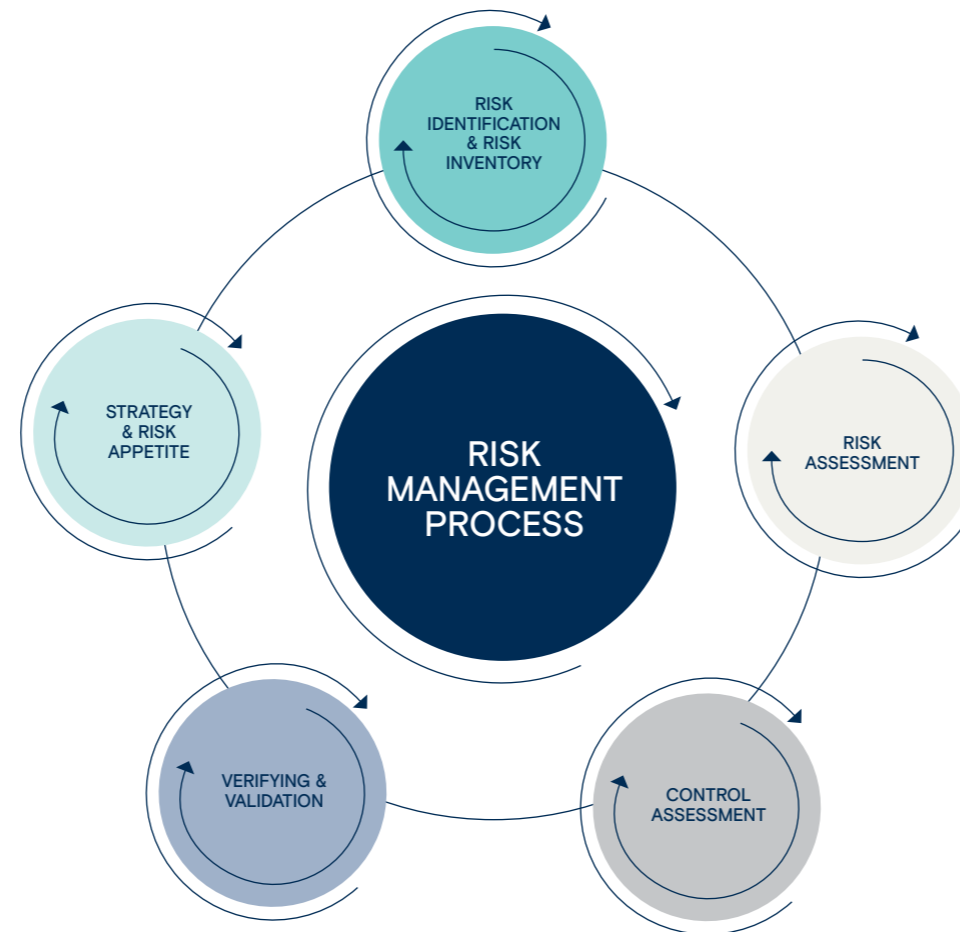 RISK
IDENTIFICATION
& RISK
INVENTORY
STRATEGY
& RISK
APPETITE
RISK
MANAGEMENT
PROCESS
RISK
ASSESSMENT
VERIFYING &
VALIDATION
CONTROL
ASSESSMENT